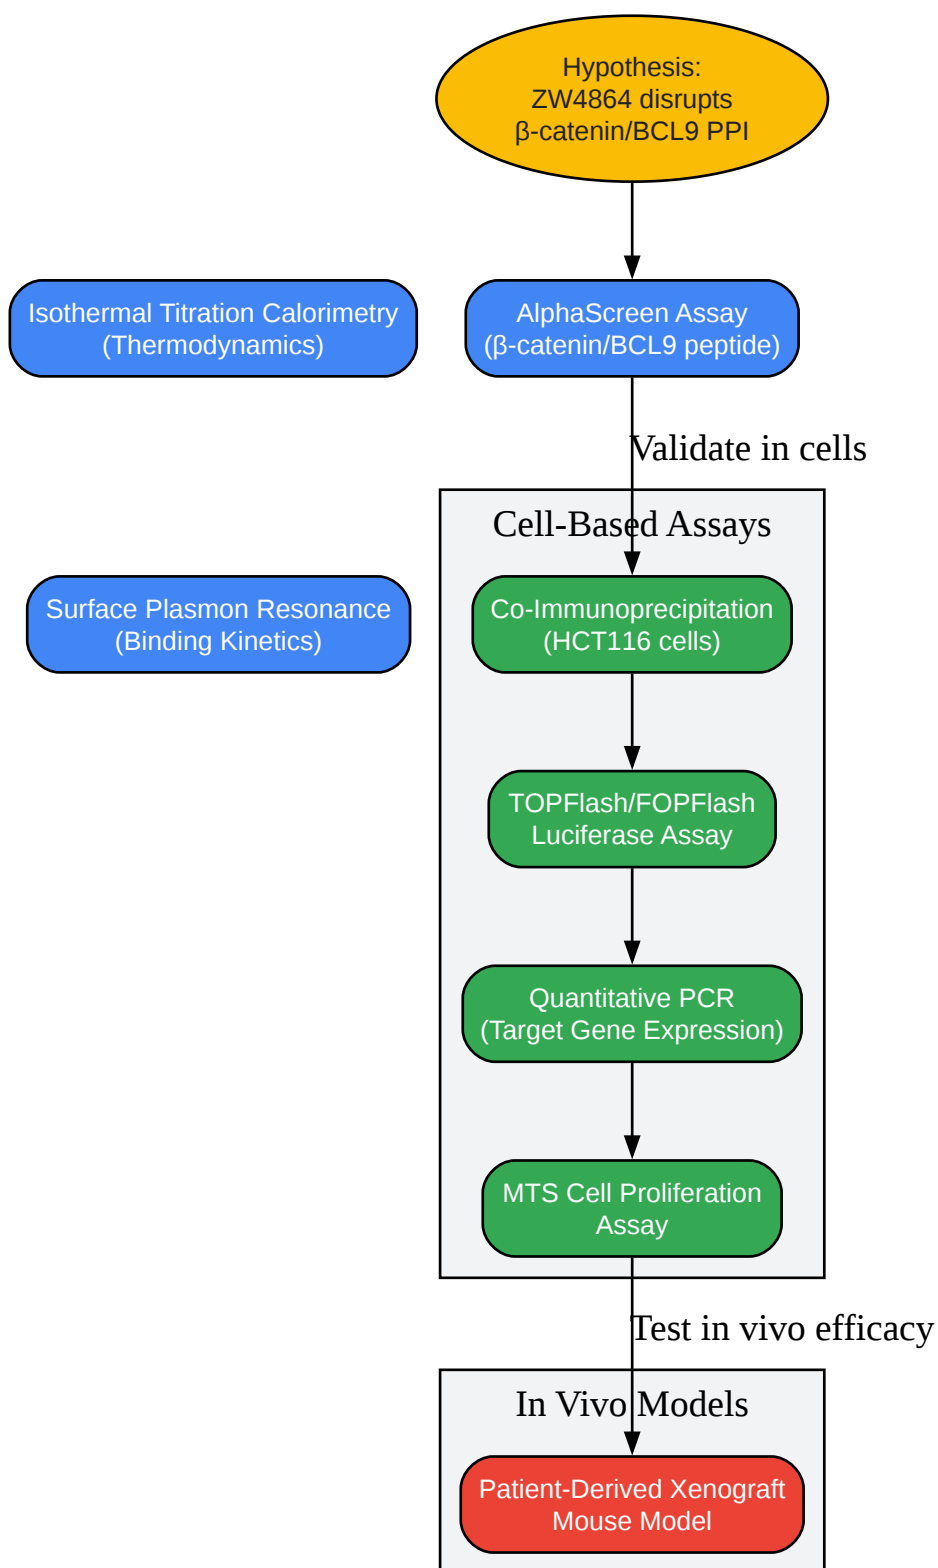 Hypothesis:
ZW4864 disrupts
β-catenin/BCL9 PPI
Isothermal Titration Calorimetry
(Thermodynamics)
AlphaScreen Assay
(β-catenin/BCL9 peptide)
Validate in cells
Cell-Based Assays
Surface Plasmon Resonance
(Binding Kinetics)
Co-Immunoprecipitation
(HCT116 cells)
TOPFlash/FOPFlash
Luciferase Assay
Quantitative PCR
(Target Gene Expression)
MTS Cell Proliferation
Assay
Test in vivo efficacy
In Vivo Models
Patient-Derived Xenograft
Mouse Model